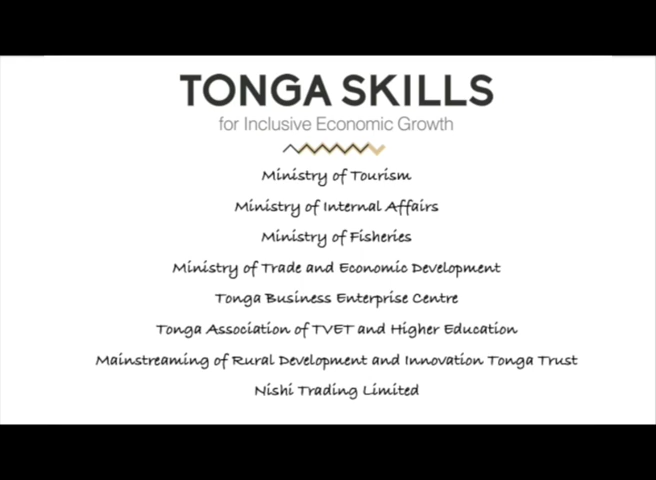 TONGA SKILLS
for Inclusive Economic Growth
Ministry of Tourism
Ministry of Internal Affairs
Ministry of Fisheries
Ministry of Trade and Economic Development
Tonga Business Enterprise Centre
Tonga Association of TVET and Higher Education
Mainstreaming of Rural Development and Innovation Tonga Trust
Nishi Trading Limited